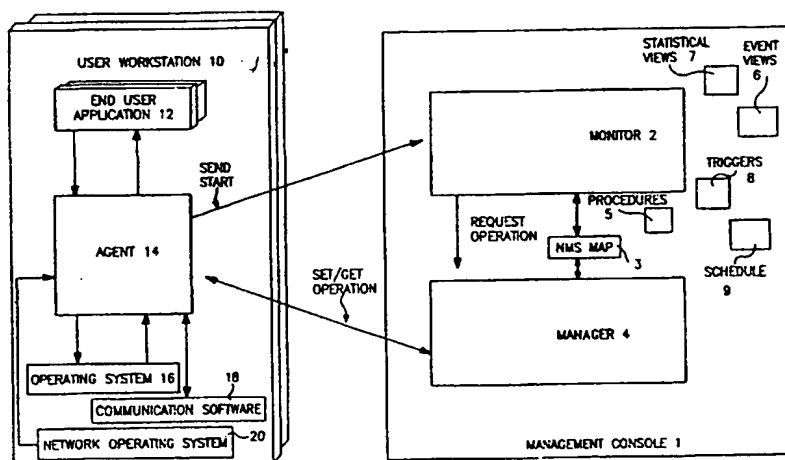 USER WORKSTATION 10
END USER
APPLICATION 12
SEND
START
AGENT 14
SET/GET
OPERATION
OPERATING SYSTEM 16
18
COMMUNICATION SOFTWARE
NETWORK OPERATING SYSTEM
20
STATISTICAL
VIEWS 7
EVENT
VIEWS
6
MONITOR 2
TRIGGERS
8
PROCEDURES
5
REQUEST
OPERATION
NMS MAP
3
SCHEDULE
9
MANAGER 4
MANAGEMENT CONSOLE 1